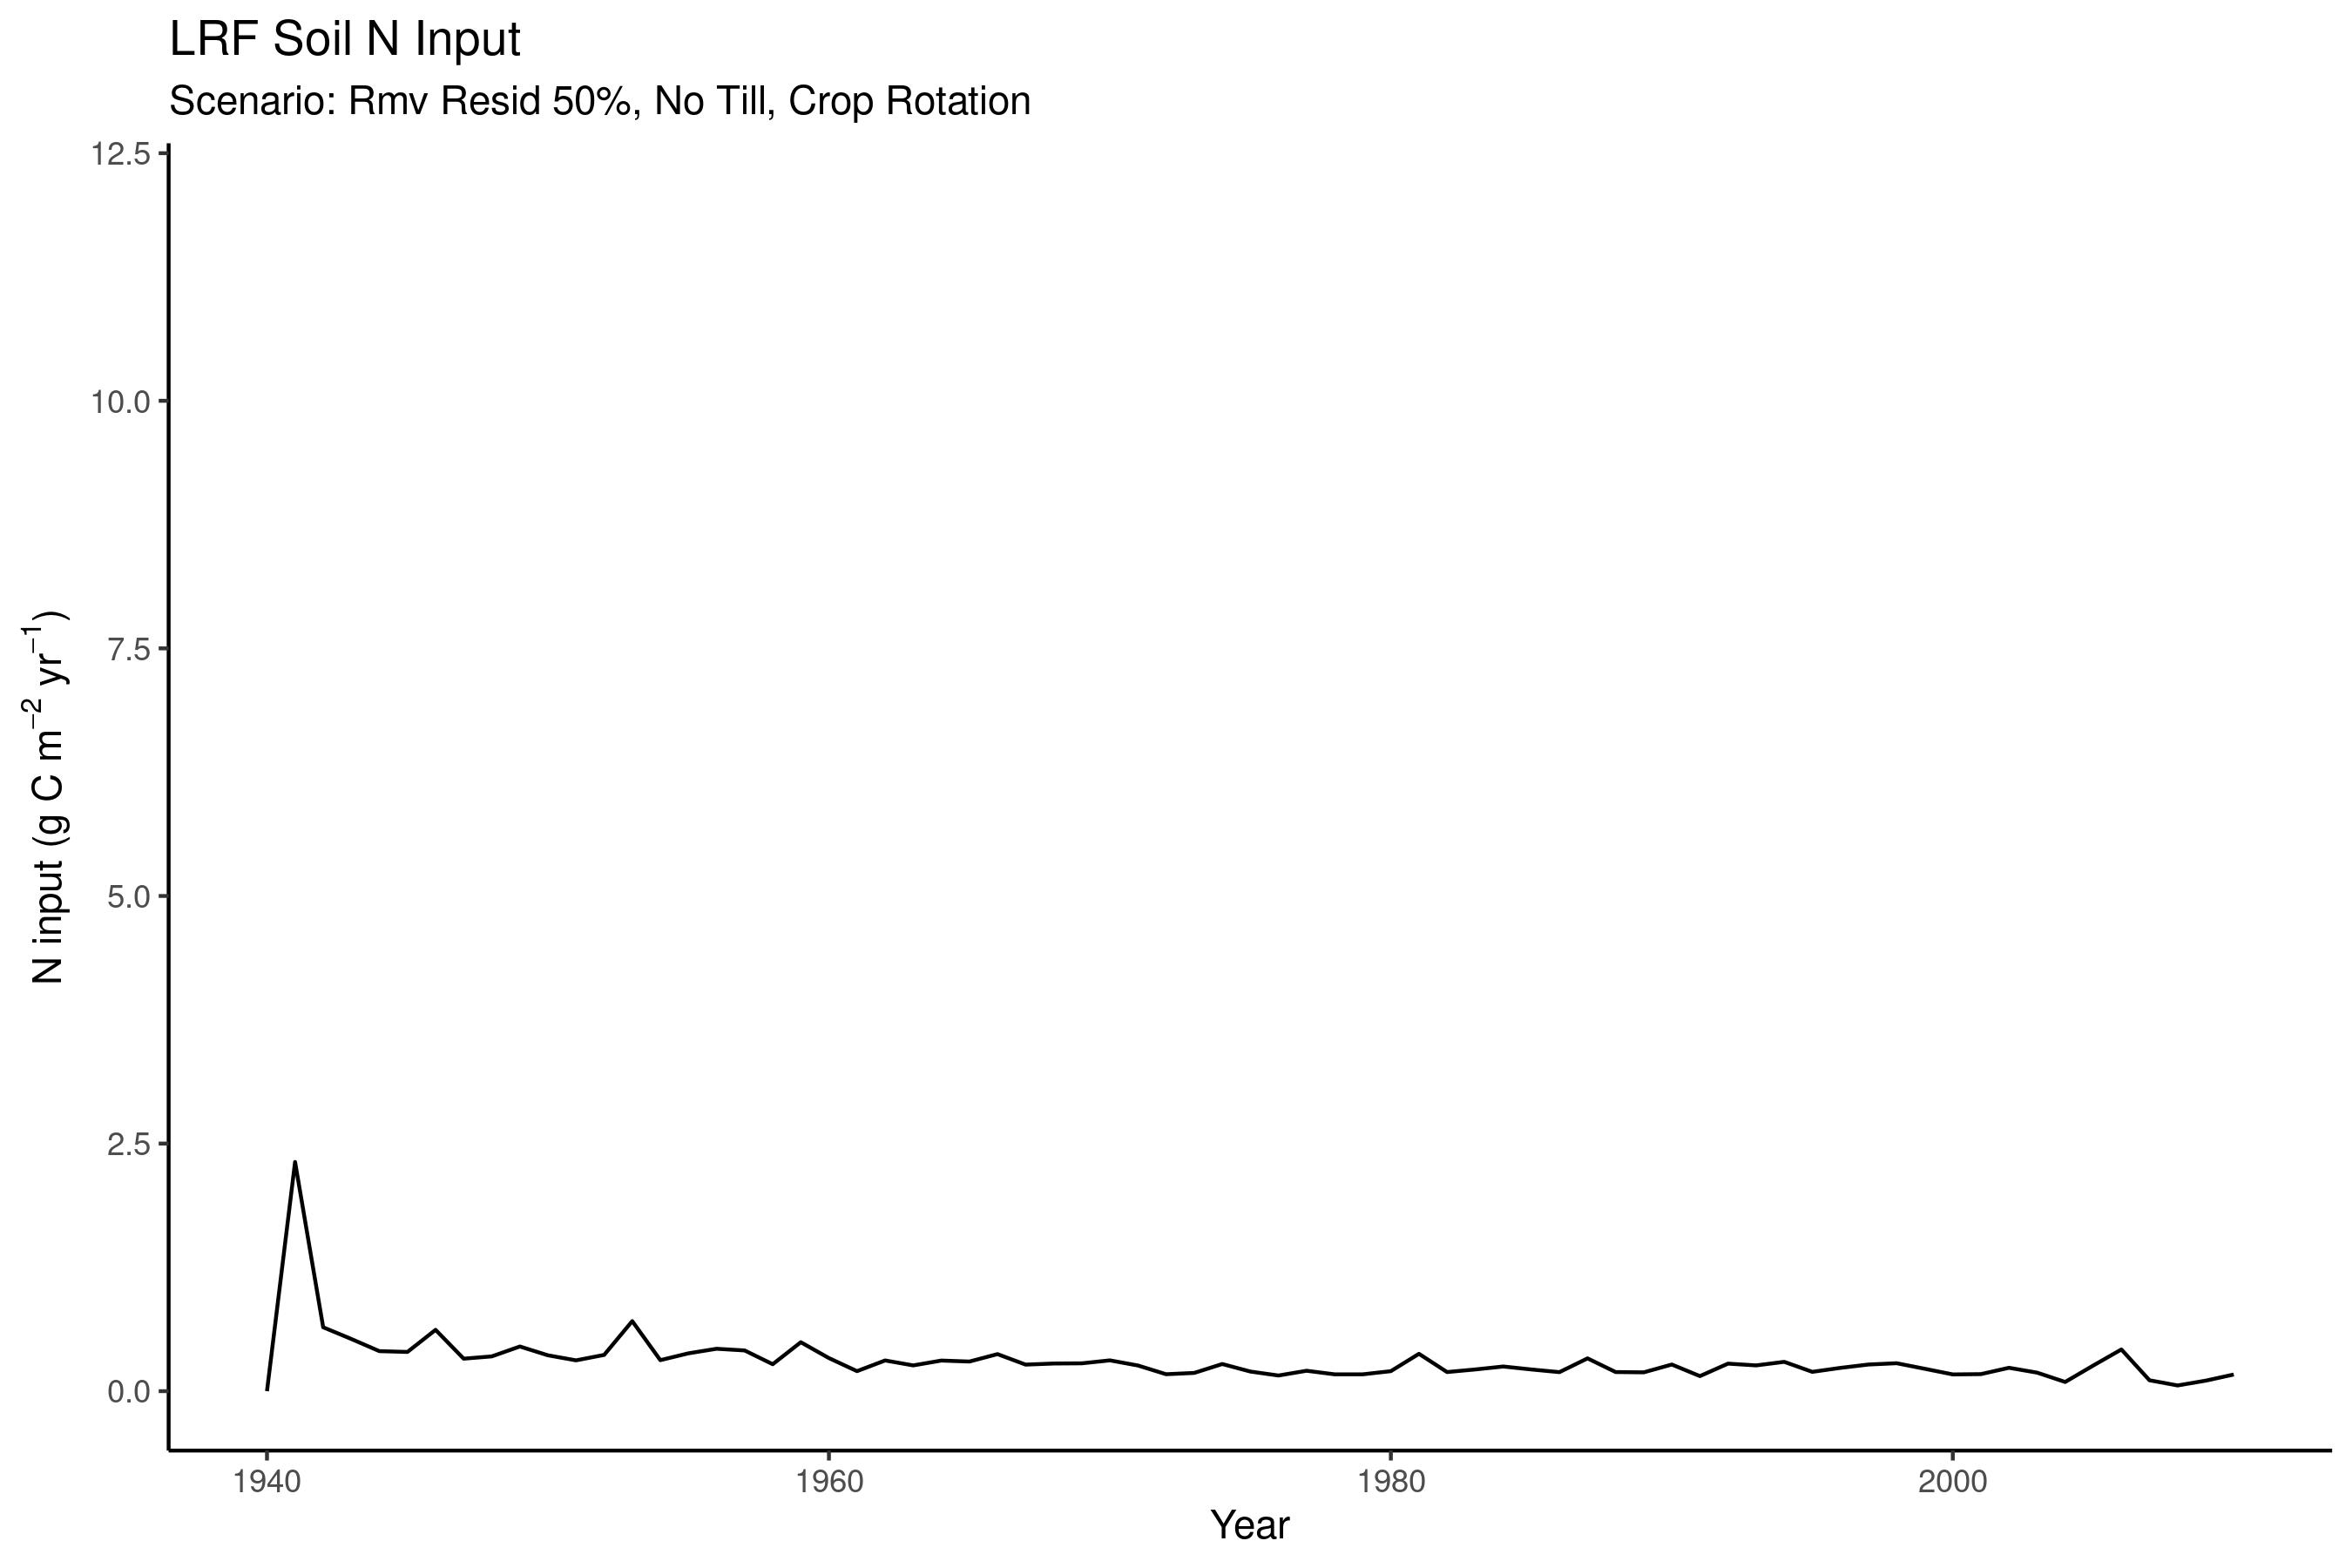 LRF Soil N Input
Scenario: Rmv Resid 50%, No Till, Crop Rotation
N input (g C m⁻² yr⁻¹)
12.5
10.0
7.5
5.0
2.5
0.0
1940 1960 1980 2000
Year